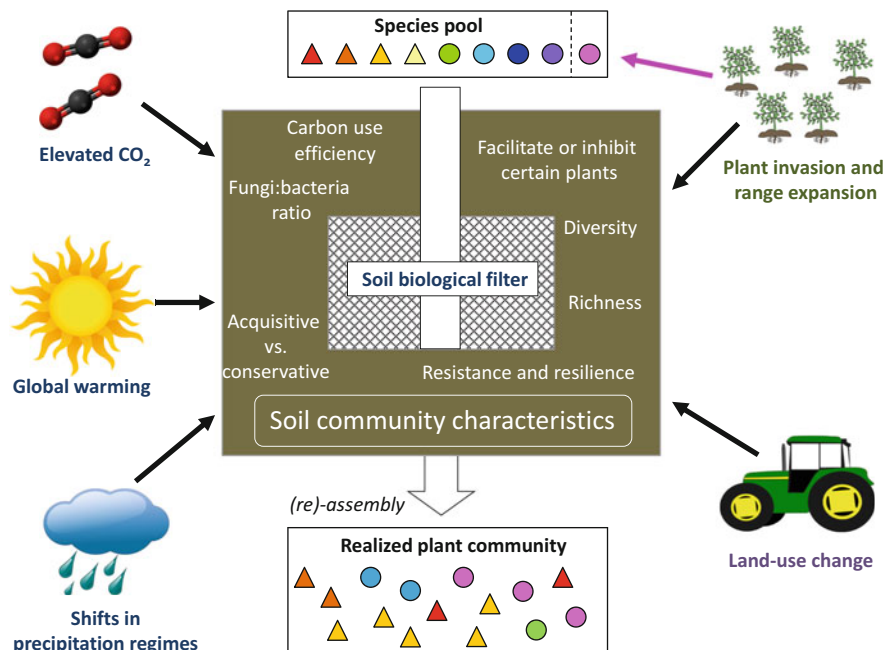 Species pool
Elevated CO₂
Carbon use
efficiency
Facilitate or inhibit
certain plants
Plant invasion and
range expansion
Fungi:bacteria
ratio
Diversity
Soil biological filter
Richness
Acquisitive
vs.
conservative
Global warming
Resistance and resilience
Soil community characteristics
(re)-assembly
Realized plant community
Land-use change
Shifts in
precipitation regimes